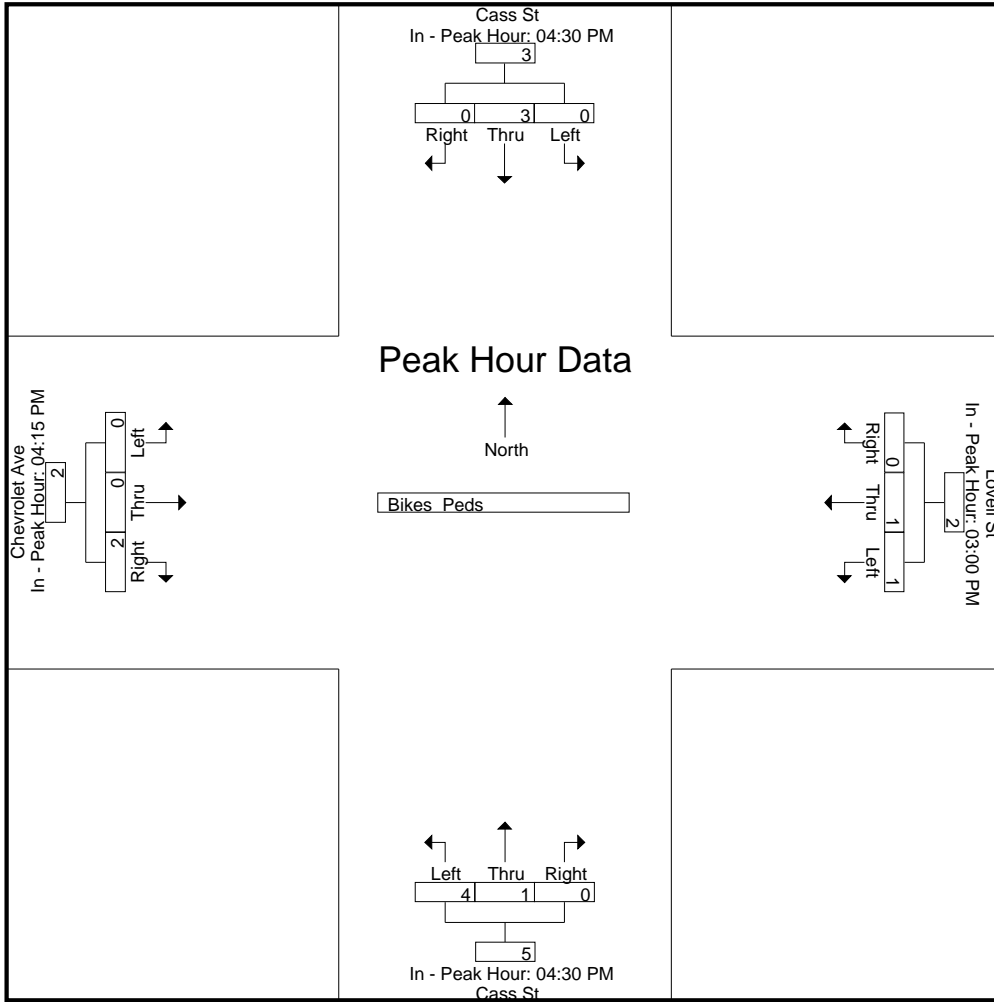 Cass St
In - Peak Hour: 04:30 PM
3
0 3 0
Right Thru Left
Peak Hour Data
North
Bikes Peds
Chevrolet Ave
In - Peak Hour: 04:15 PM
2
0 0 2
Left Thru Right
Lovell St
In - Peak Hour: 03:00 PM
2
0 1 1
Right Thru Left
Left Thru Right
4 1 0
5
In - Peak Hour: 04:30 PM
Cass St